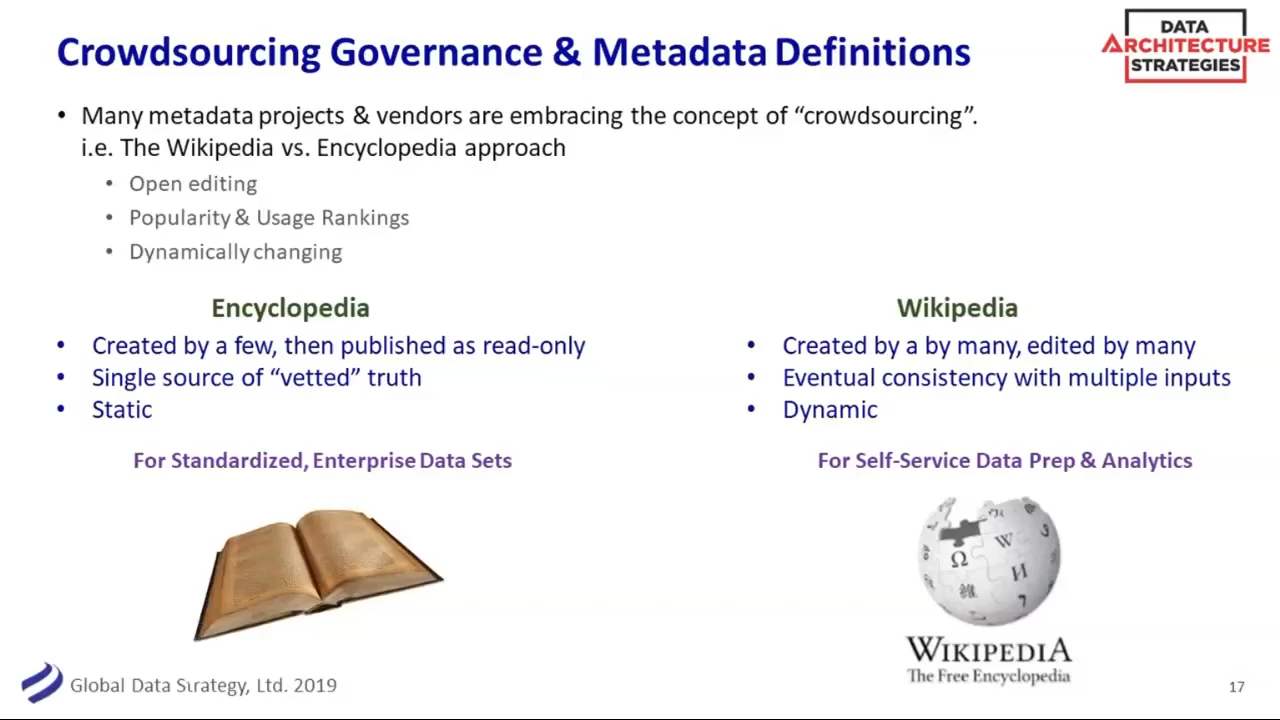 Crowdsourcing Governance & Metadata Definitions
DATA
ARCHITECTURE
STRATEGIES
• Many metadata projects & vendors are embracing the concept of “crowdsourcing”.
i.e. The Wikipedia vs. Encyclopedia approach
• Open editing
• Popularity & Usage Rankings
• Dynamically changing
Encyclopedia
• Created by a few, then published as read-only
• Single source of “vetted” truth
• Static
For Standardized, Enterprise Data Sets
Wikipedia
• Created by a by many, edited by many
• Eventual consistency with multiple inputs
• Dynamic
For Self-Service Data Prep & Analytics
Ω
W
И
WIKIPEDIA
The Free Encyclopedia
Global Data Strategy, Ltd. 2019
17